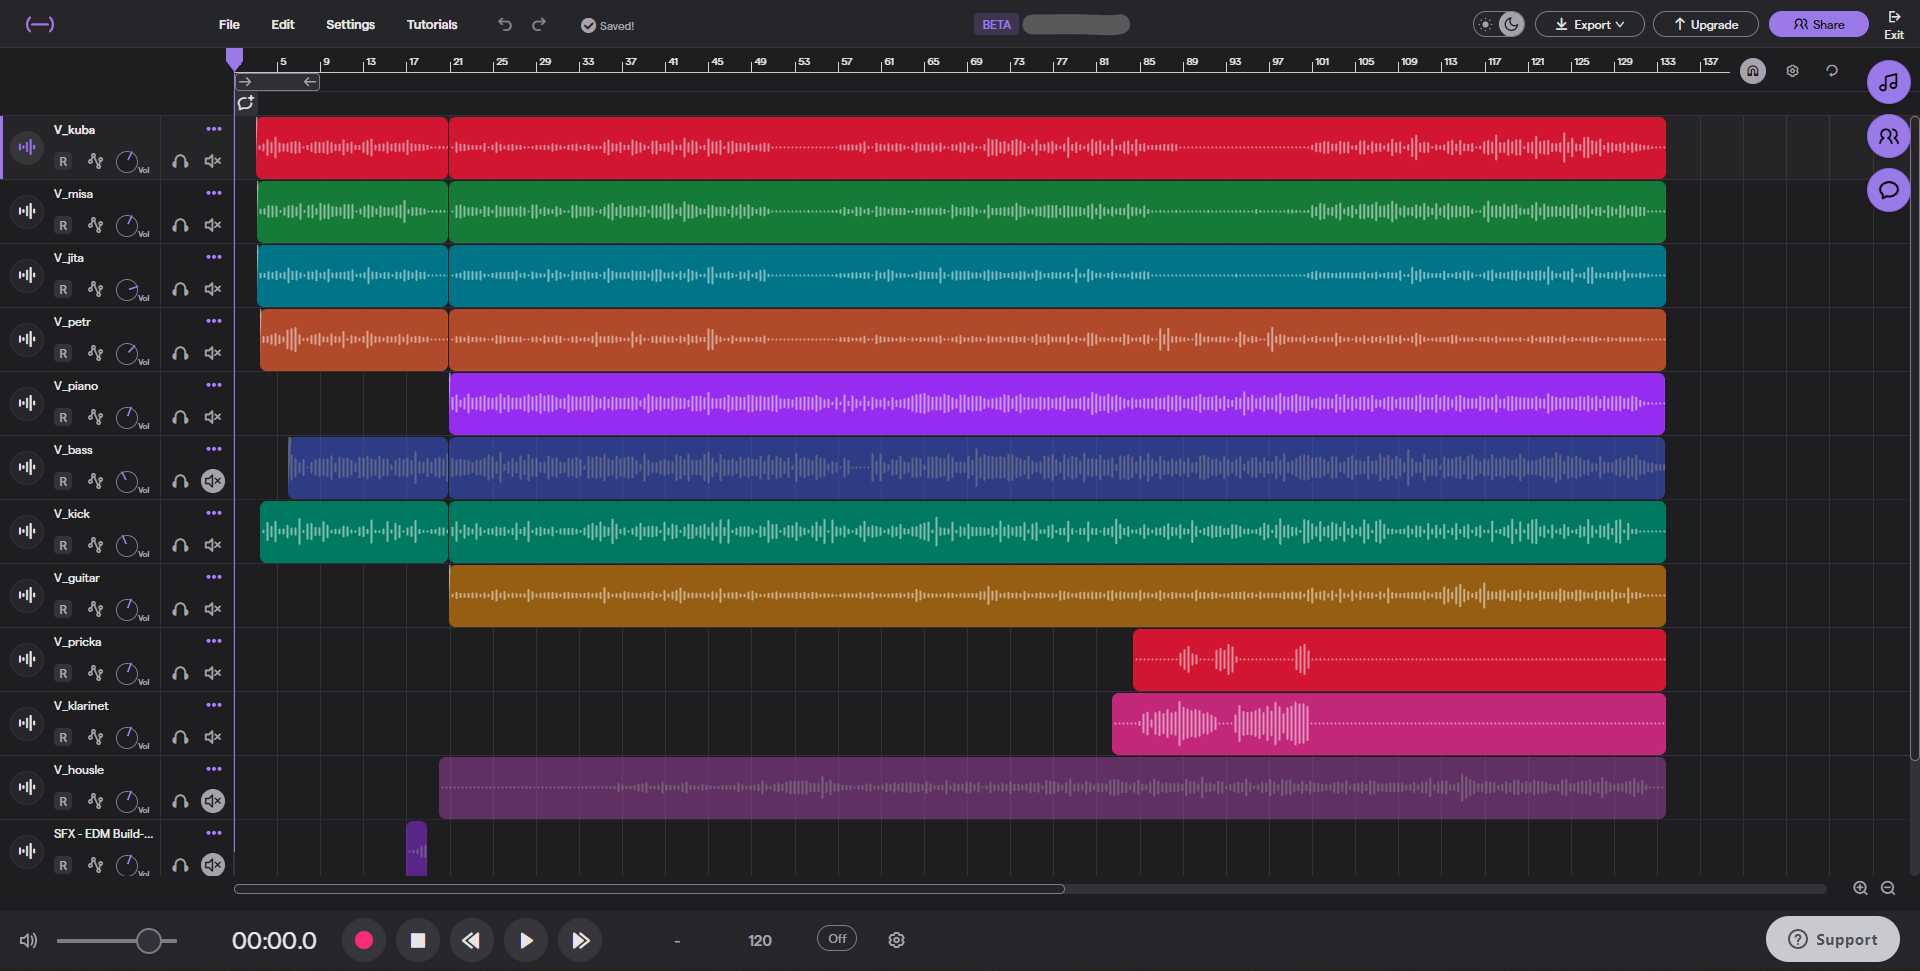 File Edit Settings Tutorials Saved! BETA Export Upgrade Share Exit
5 9 13 17 21 25 29 33 37 41 45 49 53 57 61 65 69 73 77 81 85 89 93 97 101 105 109 113 117 121 125 129 133 137
V_kuba
R Vol
V_misa
R Vol
V_jita
R Vol
V_petr
R Vol
V_piano
R Vol
V_bass
R Vol
V_kick
R Vol
V_guitar
R Vol
V_pricka
R Vol
V_klarinet
R Vol
V_housle
R Vol
SFX - EDM Build-...
R Vol
00:00.0 - 120 Off Support